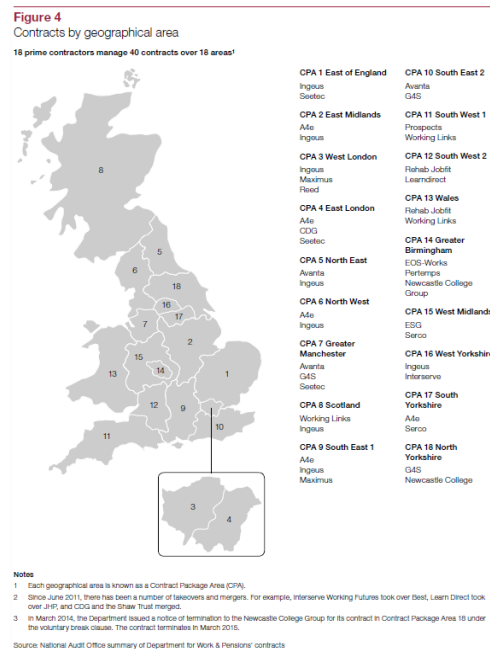 Figure 4
Contracts by geographical area
18 prime contractors manage 40 contracts over 18 areas¹
8
5
6
18
16
17
7
2
15
14
13
1
12
9
11
10
3
4
CPA 1 East of England
Ingeus
Seetec
CPA 2 East Midlands
A4e
Ingeus
CPA 3 West London
Ingeus
Maximus
Reed
CPA 4 East London
A4e
CDG
Seetec
CPA 5 North East
Avanta
Ingeus
CPA 6 North West
A4e
Ingeus
CPA 7 Greater
Manchester
Avanta
G4S
Seetec
CPA 8 Scotland
Working Links
Ingeus
CPA 9 South East 1
A4e
Ingeus
Maximus
CPA 10 South East 2
Avanta
G4S
CPA 11 South West 1
Prospects
Working Links
CPA 12 South West 2
Rehab Jobfit
Learndirect
CPA 13 Wales
Rehab Jobfit
Working Links
CPA 14 Greater
Birmingham
EOS-Works
Pertemps
Newcastle College
Group
CPA 15 West Midlands
ESG
Serco
CPA 16 West Yorkshire
Ingeus
Interserve
CPA 17 South
Yorkshire
A4e
Serco
CPA 18 North
Yorkshire
G4S
Newcastle College
Notes
1 Each geographical area is known as a Contract Package Area (CPA).
2 Since June 2011, there has been a number of takeovers and mergers. For example, Interserve Working Futures took over Best, Learn Direct took
over JHP, and CDG and the Shaw Trust merged.
3 In March 2014, the Department issued a notice of termination to the Newcastle College Group for its contract in Contract Package Area 18 under
the voluntary break clause. The contract terminates in March 2015.
Source: National Audit Office summary of Department for Work & Pensions' contracts